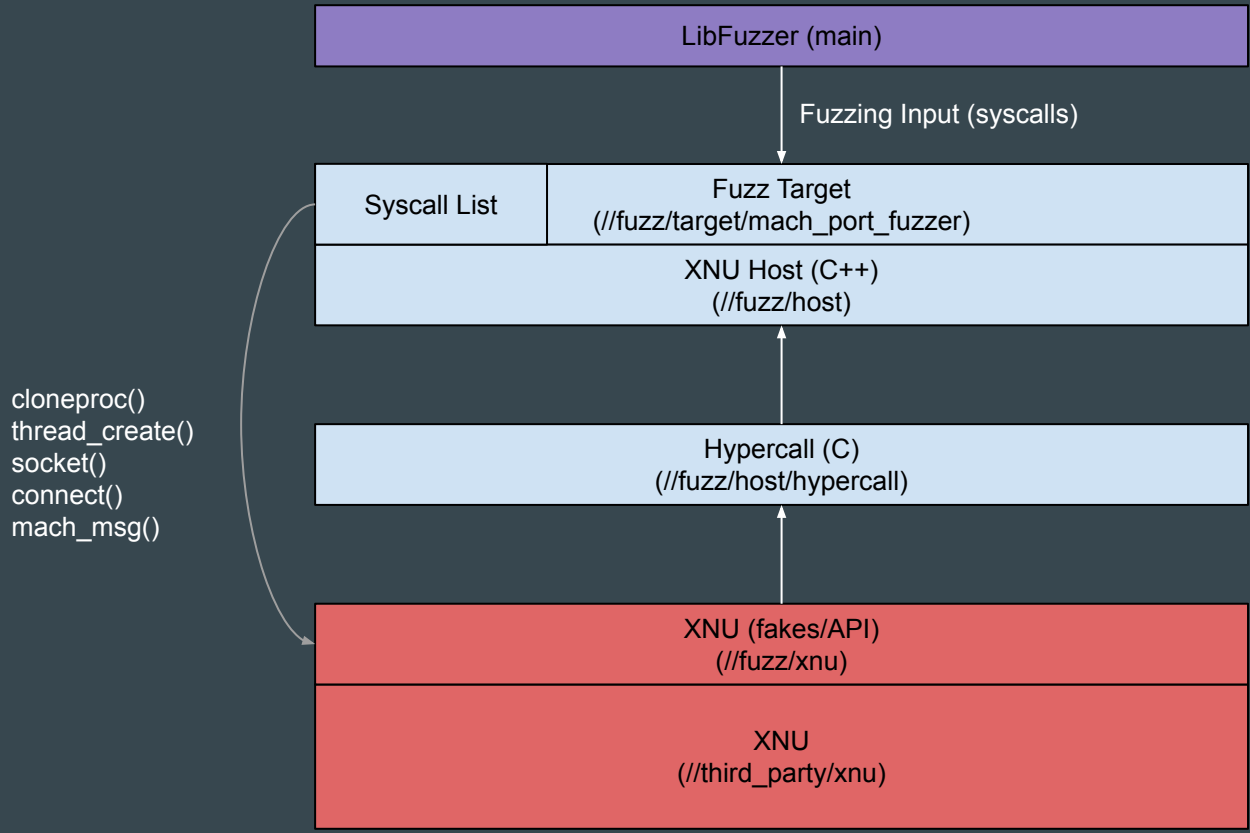 LibFuzzer (main)
Fuzzing Input (syscalls)
Syscall List
Fuzz Target
(//fuzz/target/mach_port_fuzzer)
XNU Host (C++)
(//fuzz/host)
cloneproc()
thread_create()
socket()
connect()
mach_msg()
Hypercall (C)
(//fuzz/host/hypercall)
XNU (fakes/API)
(//fuzz/xnu)
XNU
(//third_party/xnu)